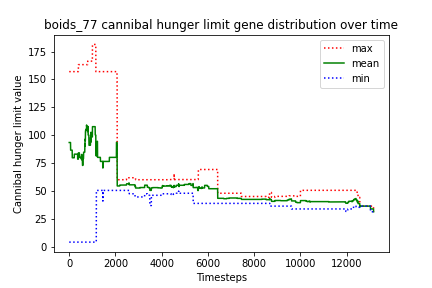 boids_77 cannibal hunger limit gene distribution over time
max
mean
min
Cannibal hunger limit value
175
150
125
100
75
50
25
0
0 2000 4000 6000 8000 10000 12000
Timesteps